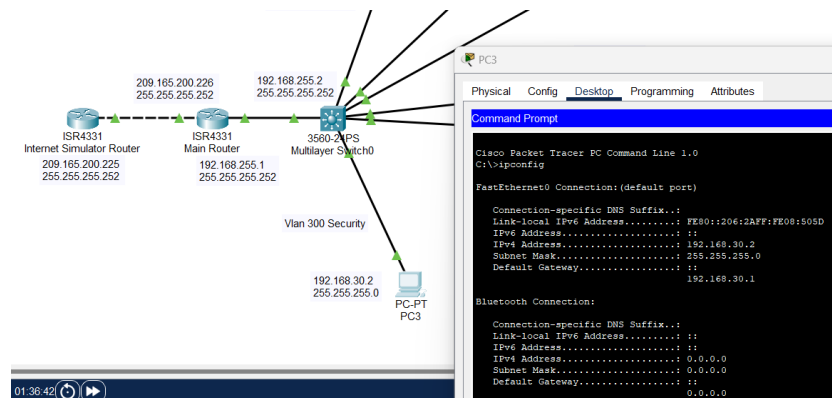 209.165.200.226
255.255.255.252
192.168.255.2
255.255.255.252
ISR4331
Internet Simulator Router
209.165.200.225
255.255.255.252
ISR4331
Main Router
192.168.255.1
255.255.255.252
3560-24PS
Multilayer Switch0
Vlan 300 Security
192.168.30.2
255.255.255.0
PC-PT
PC3
01:36:42
PC3
Physical Config Desktop Programming Attributes
Command Prompt
Cisco Packet Tracer PC Command Line 1.0
C:\>ipconfig
FastEthernet0 Connection:(default port)
Connection-specific DNS Suffix..:
Link-local IPv6 Address.........: FE80::206:2AFF:FE08:505D
IPv6 Address....................: ::
IPv4 Address....................: 192.168.30.2
Subnet Mask.....................: 255.255.255.0
Default Gateway.................: ::
192.168.30.1
Bluetooth Connection:
Connection-specific DNS Suffix..:
Link-local IPv6 Address.........: ::
IPv6 Address....................: ::
IPv4 Address....................: 0.0.0.0
Subnet Mask.....................: 0.0.0.0
Default Gateway.................: ::
0.0.0.0